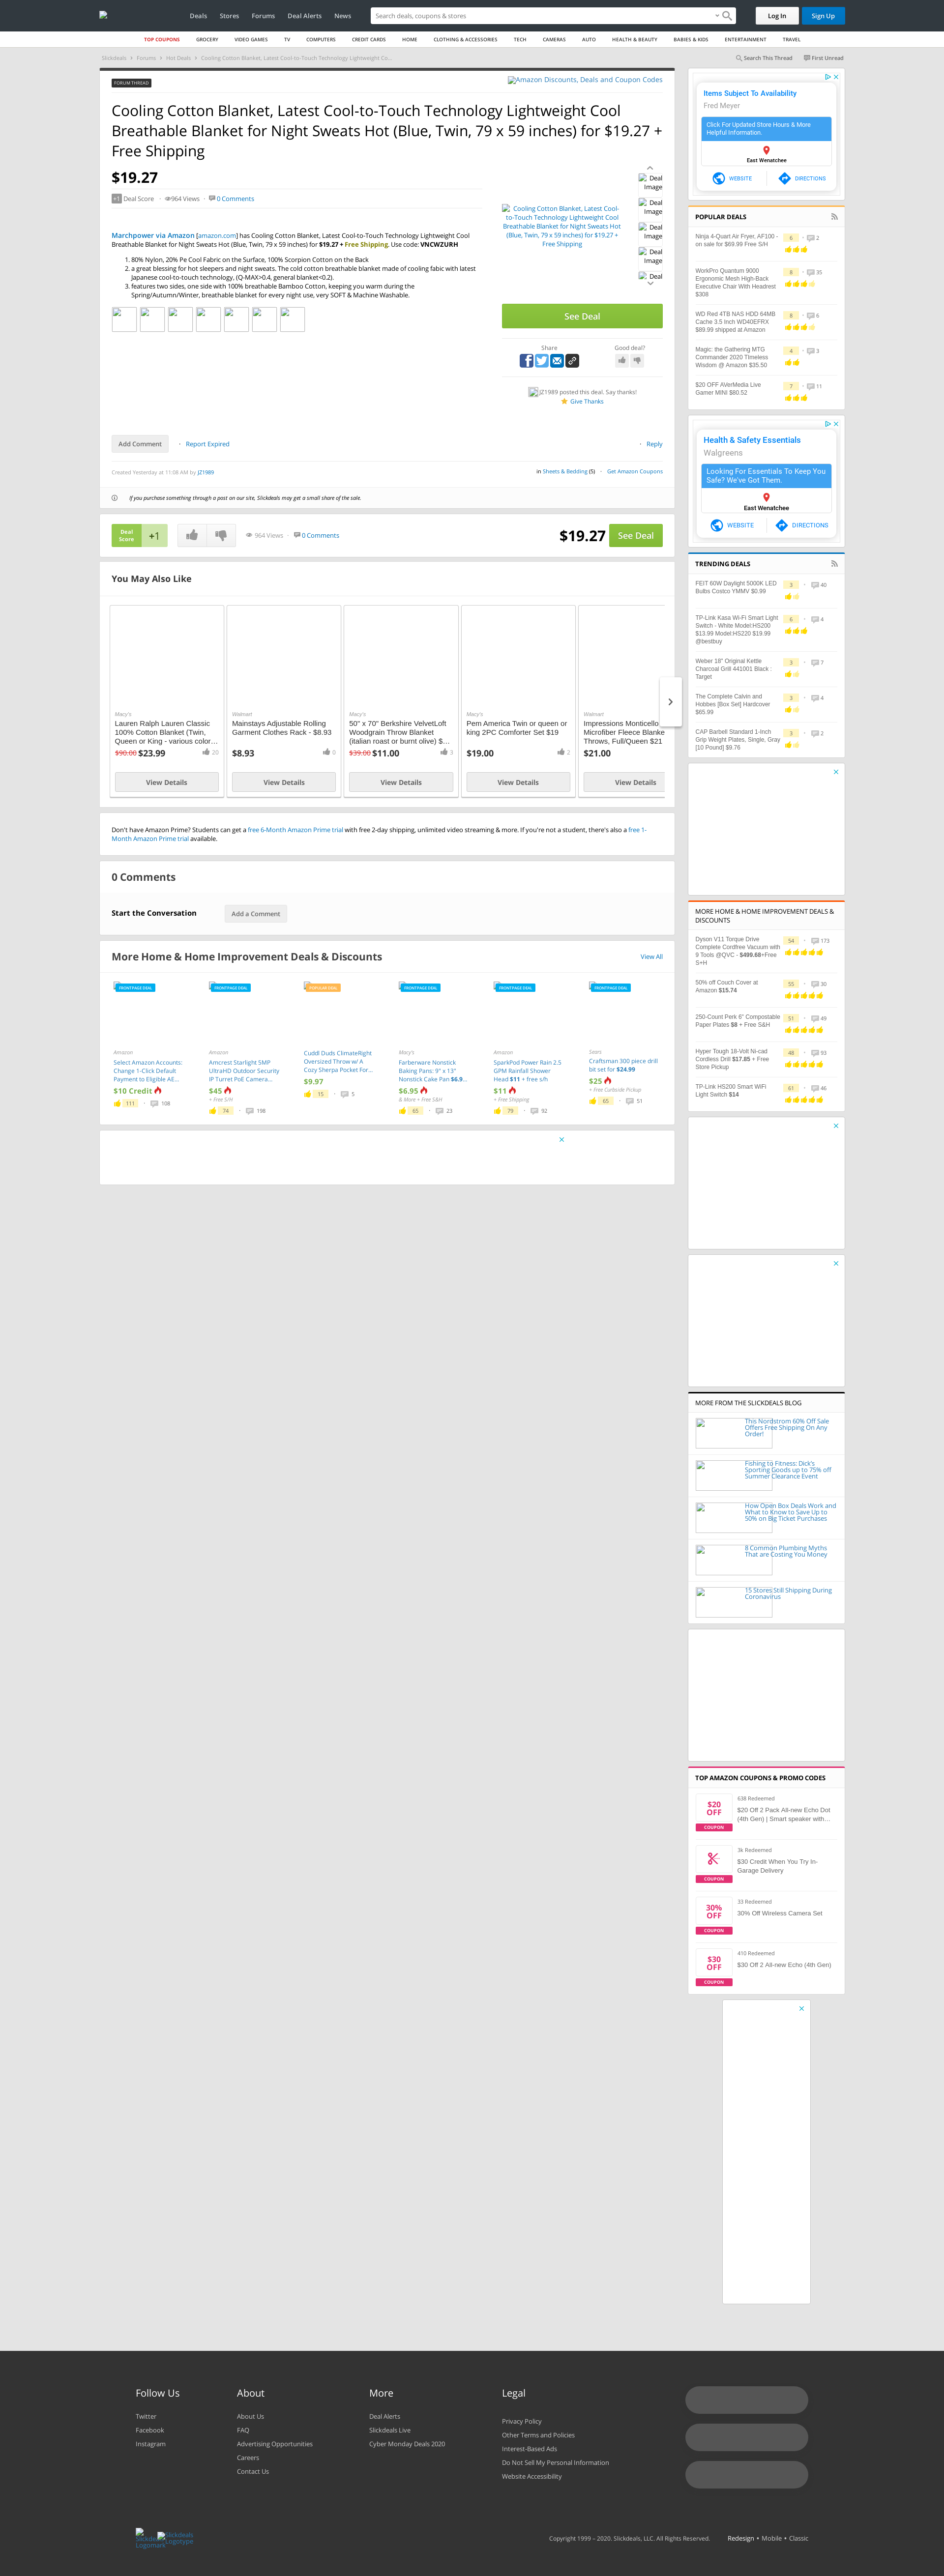 Deals Stores Forums Deal Alerts News
Search deals, coupons & stores
Log In Sign Up
TOP COUPONS GROCERY VIDEO GAMES TV COMPUTERS CREDIT CARDS HOME CLOTHING & ACCESSORIES TECH CAMERAS AUTO HEALTH & BEAUTY BABIES & KIDS ENTERTAINMENT TRAVEL
Slickdeals Forums Hot Deals Cooling Cotton Blanket, Latest Cool-to-Touch Technology Lightweight Co...
Search This Thread First Unread
FORUM THREAD
Amazon Discounts, Deals and Coupon Codes
Cooling Cotton Blanket, Latest Cool-to-Touch Technology Lightweight Cool
Breathable Blanket for Night Sweats Hot (Blue, Twin, 79 x 59 inches) for $19.27 +
Free Shipping
$19.27
+1 Deal Score 964 Views 0 Comments
Marchpower via Amazon [amazon.com] has Cooling Cotton Blanket, Latest Cool-to-Touch Technology Lightweight Cool
Breathable Blanket for Night Sweats Hot (Blue, Twin, 79 x 59 inches) for $19.27 + Free Shipping. Use code: VNCWZURH
1. 80% Nylon, 20% Pe Cool Fabric on the Surface, 100% Scorpion Cotton on the Back
2. a great blessing for hot sleepers and night sweats. The cold cotton breathable blanket made of cooling fabic with latest
Japanese cool-to-touch technology, (Q-MAX>0.4. general blanket<0.2).
3. features two sides, one side with 100% breathable Bamboo Cotton, keeping you warm during the
Spring/Autumn/Winter, breathable blanket for every night use, very SOFT & Machine Washable.
Cooling Cotton Blanket, Latest Cool-
to-Touch Technology Lightweight Cool
Breathable Blanket for Night Sweats Hot
(Blue, Twin, 79 x 59 inches) for $19.27 +
Free Shipping
Deal
Image
Deal
Image
Deal
Image
Deal
Image
Deal
See Deal
Share Good deal?
JZ1989 posted this deal. Say thanks!
Give Thanks
Add Comment Report Expired Reply
Created Yesterday at 11:08 AM by JZ1989
in Sheets & Bedding (5) Get Amazon Coupons
If you purchase something through a post on our site, Slickdeals may get a small share of the sale.
Deal
Score
+1
964 Views 0 Comments
$19.27 See Deal
You May Also Like
Macy's
Lauren Ralph Lauren Classic
100% Cotton Blanket (Twin,
Queen or King - various color...
$90.00 $23.99 20
View Details
Walmart
Mainstays Adjustable Rolling
Garment Clothes Rack - $8.93
$8.93 0
View Details
Macy's
50" x 70" Berkshire VelvetLoft
Woodgrain Throw Blanket
(italian roast or burnt olive) $...
$39.00 $11.00 3
View Details
Macy's
Pem America Twin or queen or
king 2PC Comforter Set $19
$19.00 2
View Details
Walmart
Impressions Monticello
Microfiber Fleece Blanke
Throws, Full/Queen $21
$21.00
View Details
Don't have Amazon Prime? Students can get a free 6-Month Amazon Prime trial with free 2-day shipping, unlimited video streaming & more. If you're not a student, there's also a free 1-
Month Amazon Prime trial available.
0 Comments
Start the Conversation Add a Comment
More Home & Home Improvement Deals & Discounts View All
FRONTPAGE DEAL
Amazon
Select Amazon Accounts:
Change 1-Click Default
Payment to Eligible AE...
$10 Credit
111 108
FRONTPAGE DEAL
Amazon
Amcrest Starlight 5MP
UltraHD Outdoor Security
IP Turret PoE Camera...
$45
+ Free S/H
74 198
POPULAR DEAL
Cuddl Duds ClimateRight
Oversized Throw w/ A
Cozy Sherpa Pocket For...
$9.97
15 5
FRONTPAGE DEAL
Macy's
Farberware Nonstick
Baking Pans: 9" x 13"
Nonstick Cake Pan $6.9...
$6.95
& More + Free S&H
65 23
FRONTPAGE DEAL
Amazon
SparkPod Power Rain 2.5
GPM Rainfall Shower
Head $11 + free s/h
$11
+ Free Shipping
79 92
FRONTPAGE DEAL
Sears
Craftsman 300 piece drill
bit set for $24.99
$25
+ Free Curbside Pickup
65 51
Items Subject To Availability
Fred Meyer
Click For Updated Store Hours & More
Helpful Information.
East Wenatchee
WEBSITE DIRECTIONS
POPULAR DEALS
Ninja 4-Quart Air Fryer, AF100 -
on sale for $69.99 Free S/H
6 2
WorkPro Quantum 9000
Ergonomic Mesh High-Back
Executive Chair With Headrest
$308
8 35
WD Red 4TB NAS HDD 64MB
Cache 3.5 Inch WD40EFRX
$89.99 shipped at Amazon
8 6
Magic: the Gathering MTG
Commander 2020 Timeless
Wisdom @ Amazon $35.50
4 3
$20 OFF AVerMedia Live
Gamer MINI $80.52
7 11
Health & Safety Essentials
Walgreens
Looking For Essentials To Keep You
Safe? We've Got Them.
East Wenatchee
WEBSITE DIRECTIONS
TRENDING DEALS
FEIT 60W Daylight 5000K LED
Bulbs Costco YMMV $0.99
3 40
TP-Link Kasa Wi-Fi Smart Light
Switch - White Model:HS200
$13.99 Model:HS220 $19.99
@bestbuy
6 4
Weber 18" Original Kettle
Charcoal Grill 441001 Black :
Target
3 7
The Complete Calvin and
Hobbes [Box Set] Hardcover
$65.99
3 4
CAP Barbell Standard 1-Inch
Grip Weight Plates, Single, Gray
[10 Pound] $9.76
3 2
MORE HOME & HOME IMPROVEMENT DEALS &
DISCOUNTS
Dyson V11 Torque Drive
Complete Cordfree Vacuum with
9 Tools @QVC - $499.68+Free
S+H
54 173
50% off Couch Cover at
Amazon $15.74
55 30
250-Count Perk 6" Compostable
Paper Plates $8 + Free S&H
51 49
Hyper Tough 18-Volt NI-cad
Cordless Drill $17.85 + Free
Store Pickup
48 93
TP-Link HS200 Smart WiFi
Light Switch $14
61 46
MORE FROM THE SLICKDEALS BLOG
This Nordstrom 60% Off Sale
Offers Free Shipping On Any
Order!
Fishing to Fitness: Dick's
Sporting Goods up to 75% off
Summer Clearance Event
How Open Box Deals Work and
What to Know to Save Up to
50% on Big Ticket Purchases
8 Common Plumbing Myths
That are Costing You Money
15 Stores Still Shipping During
Coronavirus
TOP AMAZON COUPONS & PROMO CODES
$20
OFF
COUPON
638 Redeemed
$20 Off 2 Pack All-new Echo Dot
(4th Gen) | Smart speaker with...
COUPON
3k Redeemed
$30 Credit When You Try In-
Garage Delivery
30%
OFF
COUPON
33 Redeemed
30% Off Wireless Camera Set
$30
OFF
COUPON
410 Redeemed
$30 Off 2 All-new Echo (4th Gen)
Follow Us
Twitter
Facebook
Instagram
About
About Us
FAQ
Advertising Opportunities
Careers
Contact Us
More
Deal Alerts
Slickdeals Live
Cyber Monday Deals 2020
Legal
Privacy Policy
Other Terms and Policies
Interest-Based Ads
Do Not Sell My Personal Information
Website Accessibility
Slickdeals
Logotype
Copyright 1999 - 2020. Slickdeals, LLC. All Rights Reserved. Redesign • Mobile • Classic